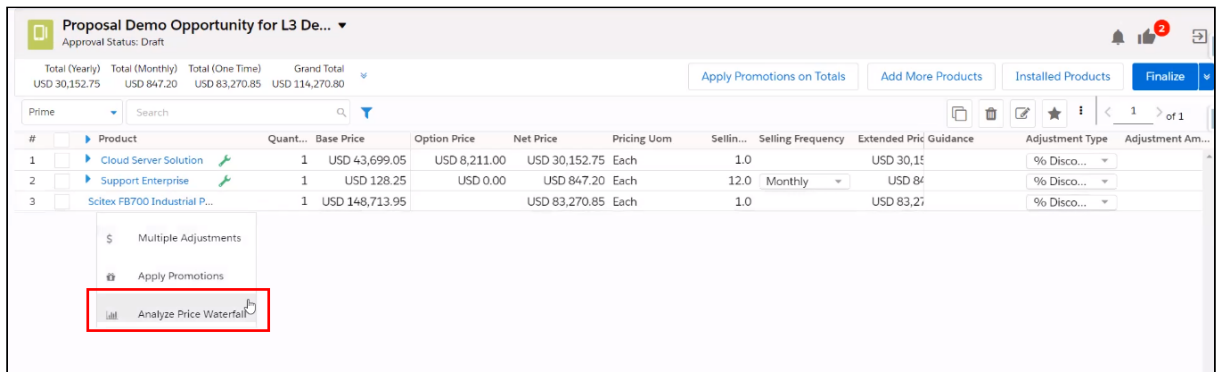 Proposal Demo Opportunity for L3 De...
Approval Status: Draft
2
Total (Yearly) Total (Monthly) Total (One Time) Grand Total
USD 30,152.75 USD 847.20 USD 83,270.85 USD 114,270.80
Apply Promotions on Totals Add More Products Installed Products Finalize
Prime Search 1 of 1
# Product Quant... Base Price Option Price Net Price Pricing Uom Sellin... Selling Frequency Extended Pric Guidance Adjustment Type Adjustment Am...
1 Cloud Server Solution 1 USD 43,699.05 USD 8,211.00 USD 30,152.75 Each 1.0 USD 30,15 % Disco...
2 Support Enterprise 1 USD 128.25 USD 0.00 USD 847.20 Each 12.0 Monthly USD 84 % Disco...
3 Scitex FB700 Industrial P... 1 USD 148,713.95 USD 83,270.85 Each 1.0 USD 83,27 % Disco...
$ Multiple Adjustments
Apply Promotions
Analyze Price Waterfall